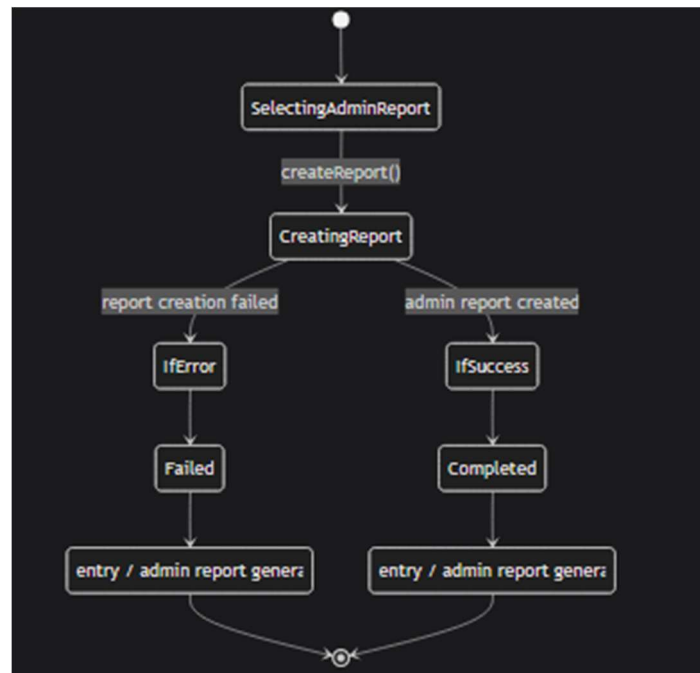 SelectingAdminReport
createReport()
CreatingReport
report creation failed
admin report created
IfError
IfSuccess
Failed
Completed
entry / admin report genera
entry / admin report genera